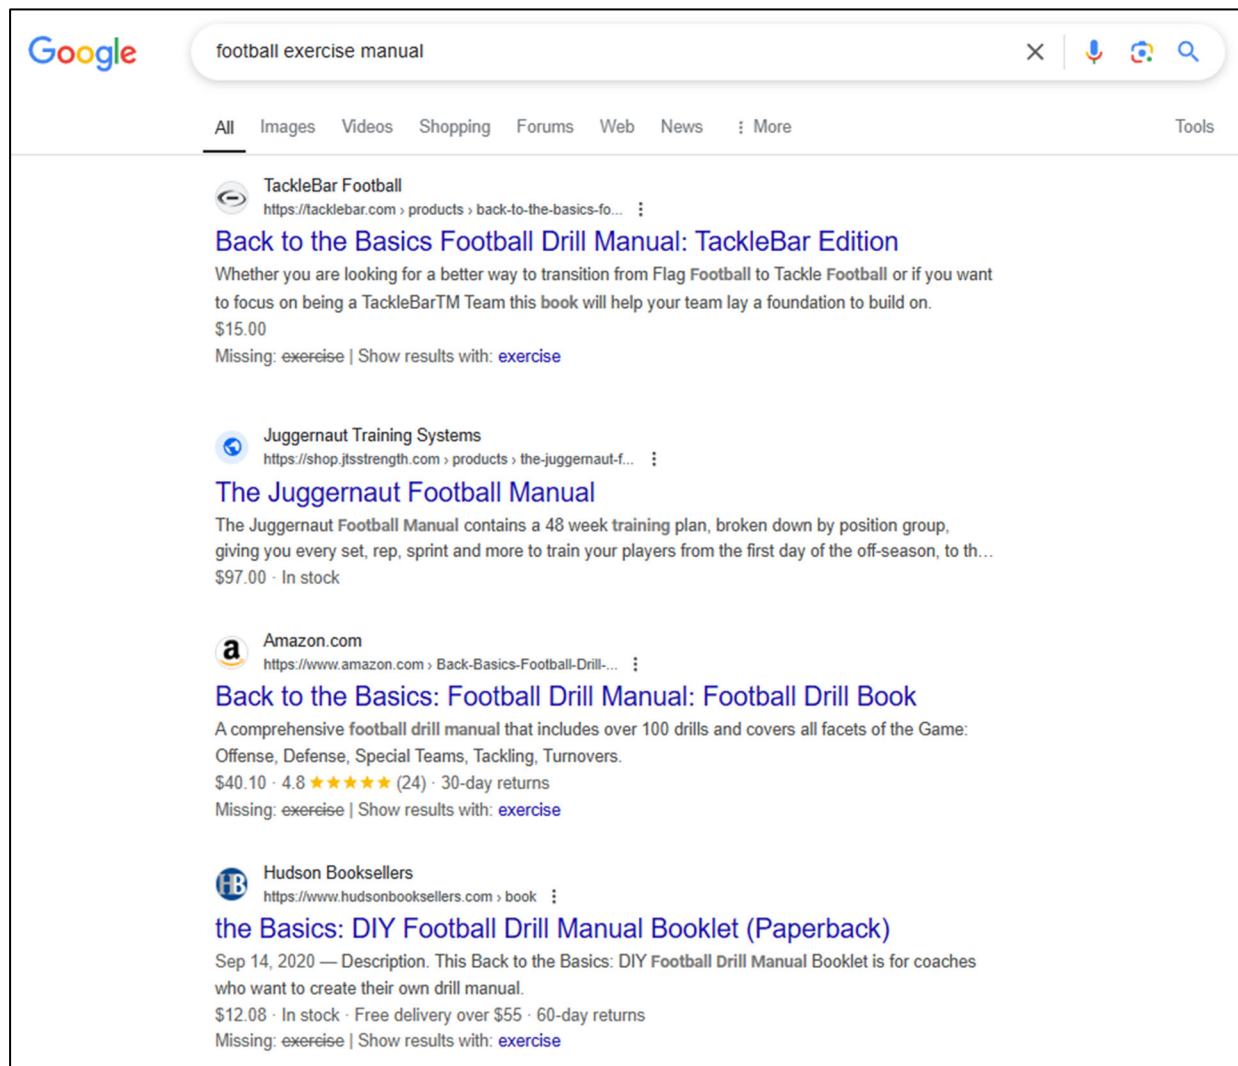 Google
football exercise manual
All Images Videos Shopping Forums Web News More Tools
TackleBar Football
https://tacklebar.com › products › back-to-the-basics-fo...
Back to the Basics Football Drill Manual: TackleBar Edition
Whether you are looking for a better way to transition from Flag Football to Tackle Football or if you want
to focus on being a TackleBarTM Team this book will help your team lay a foundation to build on.
$15.00
Missing: exercise | Show results with: exercise
Juggernaut Training Systems
https://shop.jtsstrength.com › products › the-juggernaut-f...
The Juggernaut Football Manual
The Juggernaut Football Manual contains a 48 week training plan, broken down by position group,
giving you every set, rep, sprint and more to train your players from the first day of the off-season, to th...
$97.00 · In stock
a
Amazon.com
https://www.amazon.com › Back-Basics-Football-Drill-...
Back to the Basics: Football Drill Manual: Football Drill Book
A comprehensive football drill manual that includes over 100 drills and covers all facets of the Game:
Offense, Defense, Special Teams, Tackling, Turnovers.
$40.10 · 4.8 ★★★★★ (24) · 30-day returns
Missing: exercise | Show results with: exercise
HB
Hudson Booksellers
https://www.hudsonbooksellers.com › book
the Basics: DIY Football Drill Manual Booklet (Paperback)
Sep 14, 2020 — Description. This Back to the Basics: DIY Football Drill Manual Booklet is for coaches
who want to create their own drill manual.
$12.08 · In stock · Free delivery over $55 · 60-day returns
Missing: exercise | Show results with: exercise